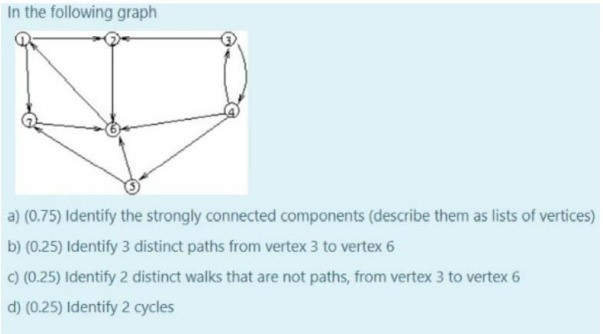 In the following graph
1 2 3
7 6 4
5
a) (0.75) Identify the strongly connected components (describe them as lists of vertices)
b) (0.25) Identify 3 distinct paths from vertex 3 to vertex 6
c) (0.25) Identify 2 distinct walks that are not paths, from vertex 3 to vertex 6
d) (0.25) Identify 2 cycles